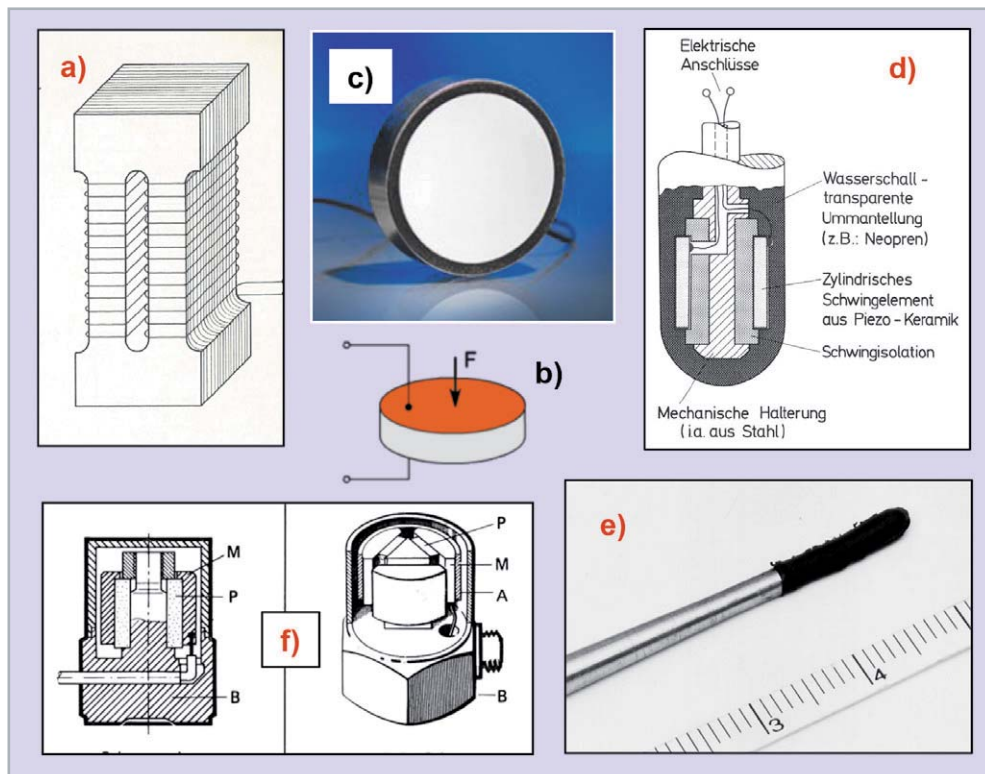 a)
c)
d)
Elektrische
Anschlüsse
Wasserschall -
transparente
Ummantellung
(z.B.: Neopren)
Zylindrisches
Schwingelement
aus Piezo - Keramik
Schwingisolation
Mechanische Halterung
(i.a. aus Stahl)
b)
F
e)
3
4
f)
M
P
B
P
M
A
B